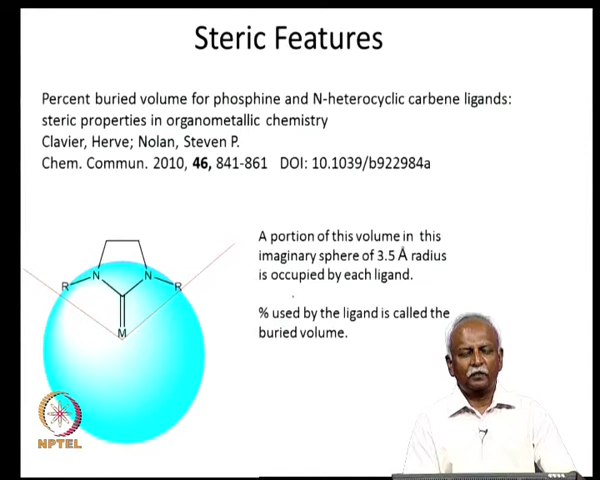 Steric Features
Percent buried volume for phosphine and N-heterocyclic carbene ligands:
steric properties in organometallic chemistry
Clavier, Herve; Nolan, Steven P.
Chem. Commun. 2010, 46, 841-861 DOI: 10.1039/b922984a
A portion of this volume in this
imaginary sphere of 3.5 Å radius
is occupied by each ligand.
% used by the ligand is called the
buried volume.
N N
R R
M
NPTEL